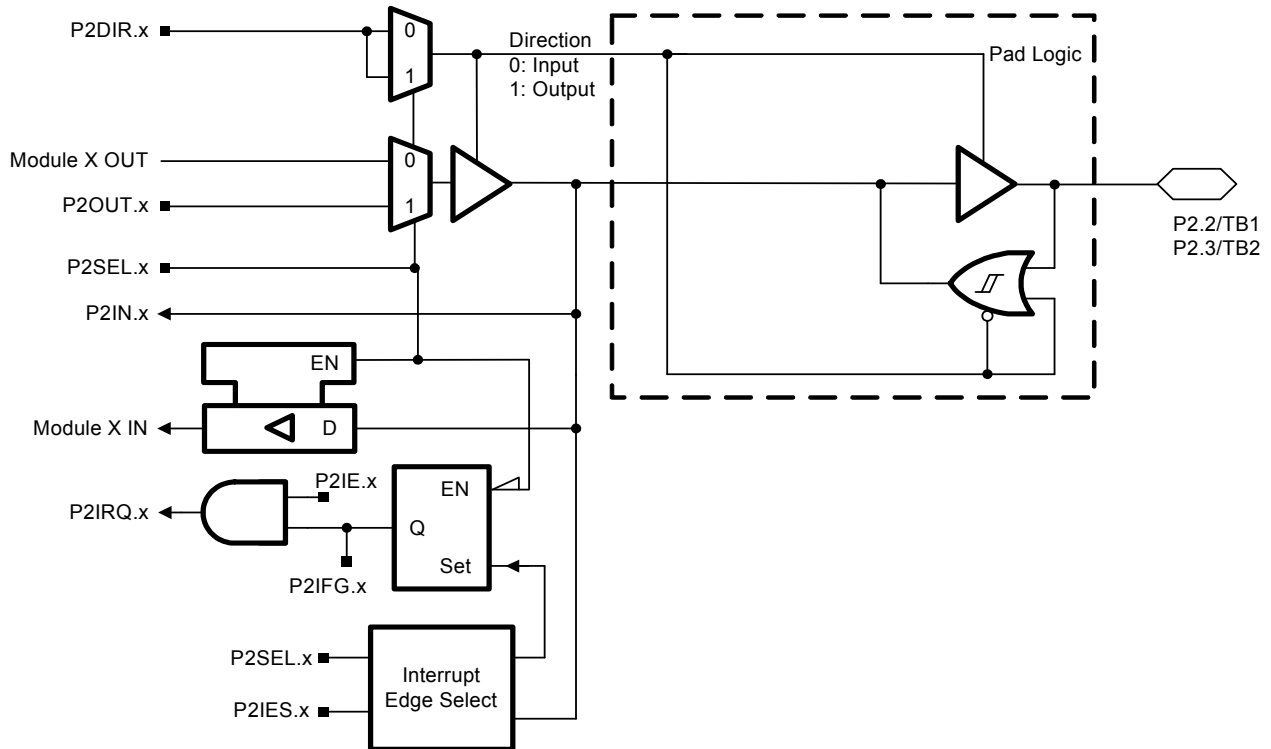 P2DIR.x
0
1
Direction
0: Input
1: Output
Pad Logic
Module X OUT
0
P2OUT.x
1
P2.2/TB1
P2.3/TB2
P2SEL.x
P2IN.x
EN
Module X IN
D
P2IE.x
EN
P2IRQ.x
Q
Set
P2IFG.x
P2SEL.x
Interrupt
Edge Select
P2IES.x